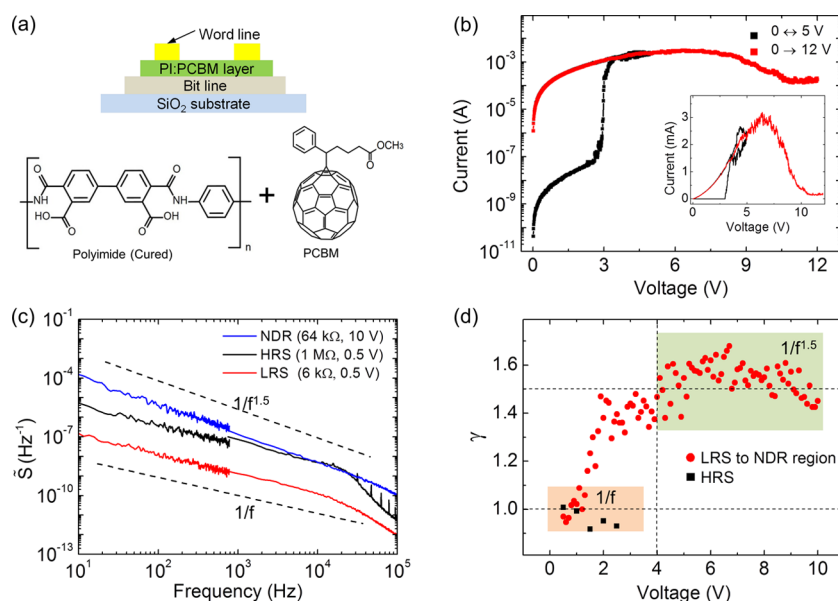 (a)
Word line
PI:PCBM layer
Bit line
SiO₂ substrate
O
O
NH
NH
HO
OH
O
O
n
+
OCH₃
O
Polyimide (Cured)
PCBM
(b)
0 ↔ 5 V
0 → 12 V
Current (A)
10⁻¹
10⁻³
10⁻⁵
10⁻⁷
10⁻⁹
10⁻¹¹
0 3 6 9 12
Voltage (V)
Current (mA)
3
2
1
0
0 5 10
Voltage (V)
(c)
NDR (64 kΩ, 10 V)
HRS (1 MΩ, 0.5 V)
LRS (6 kΩ, 0.5 V)
1/f¹·⁵
1/f
S̃ (Hz⁻¹)
10⁻¹
10⁻⁴
10⁻⁷
10⁻¹⁰
10⁻¹³
10¹ 10² 10³ 10⁴ 10⁵
Frequency (Hz)
(d)
1/f¹·⁵
LRS to NDR region
HRS
1/f
γ
1.6
1.4
1.2
1.0
0 2 4 6 8 10
Voltage (V)